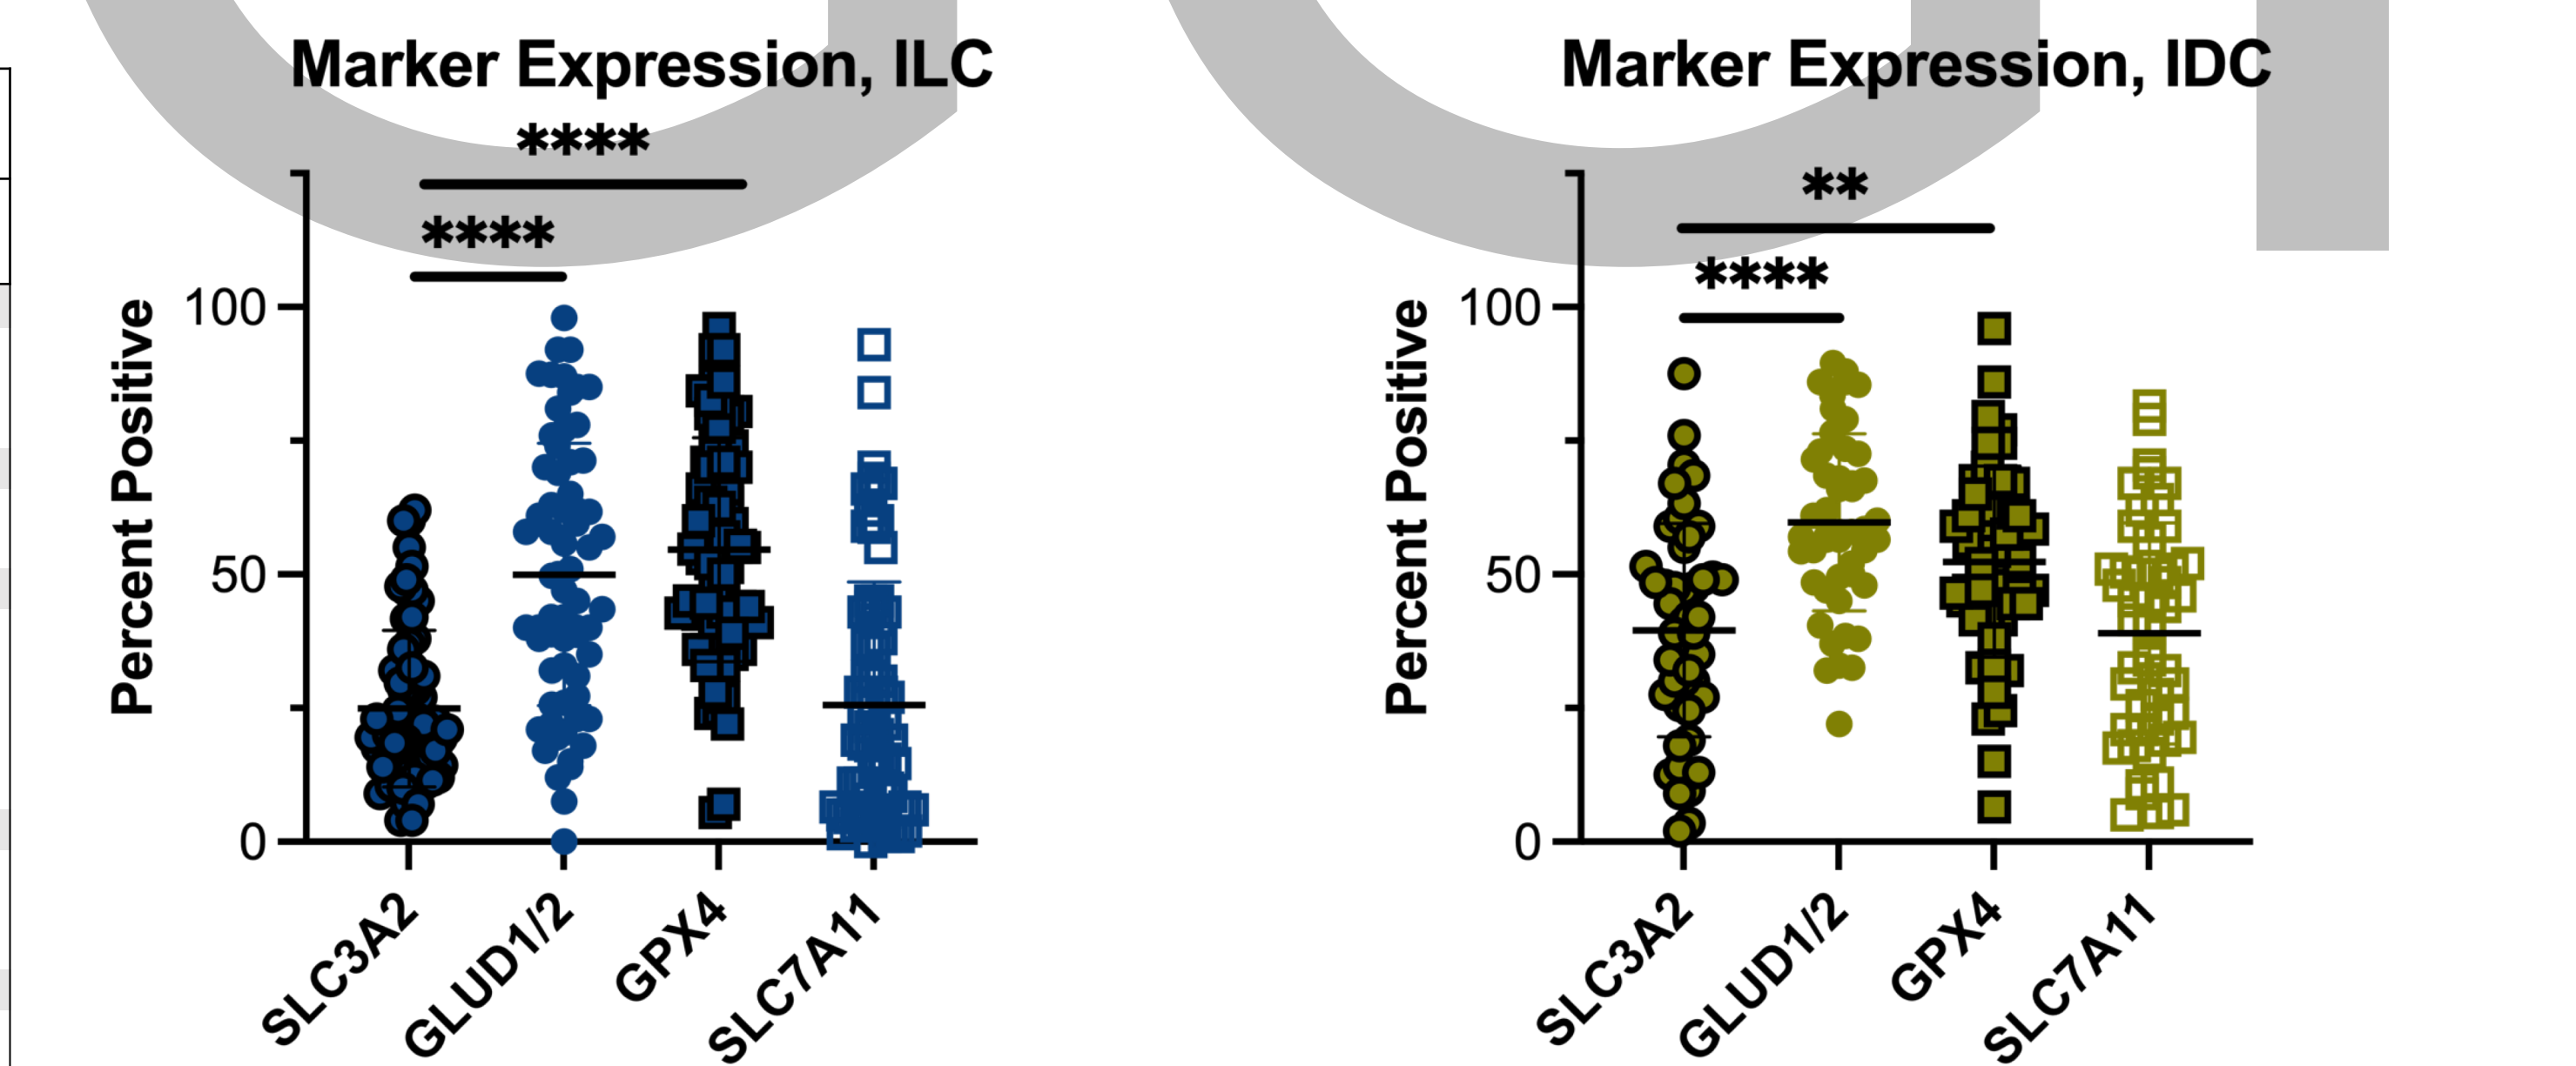 Marker Expression, ILC
****
****
Percent Positive
100
50
0
SLC3A2
GLUD1/2
GPX4
SLC7A11
Marker Expression, IDC
**
****
Percent Positive
100
50
0
SLC3A2
GLUD1/2
GPX4
SLC7A11